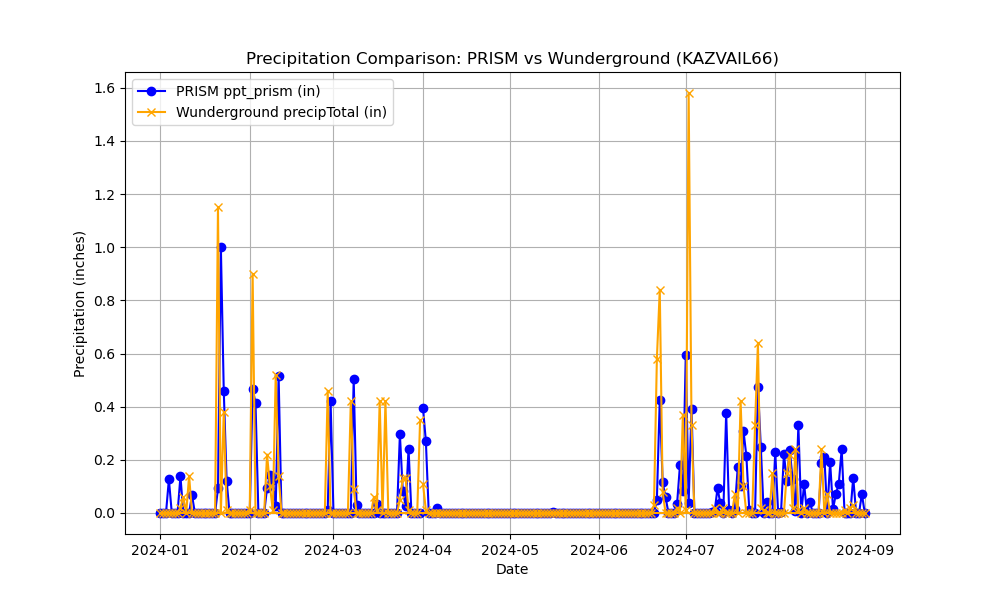 Precipitation Comparison: PRISM vs Wunderground (KAZVAIL66)
PRISM ppt_prism (in)
Wunderground precipTotal (in)
1.6
1.4
1.2
1.0
0.8
0.6
0.4
0.2
0.0
Precipitation (inches)
2024-01 2024-02 2024-03 2024-04 2024-05 2024-06 2024-07 2024-08 2024-09
Date